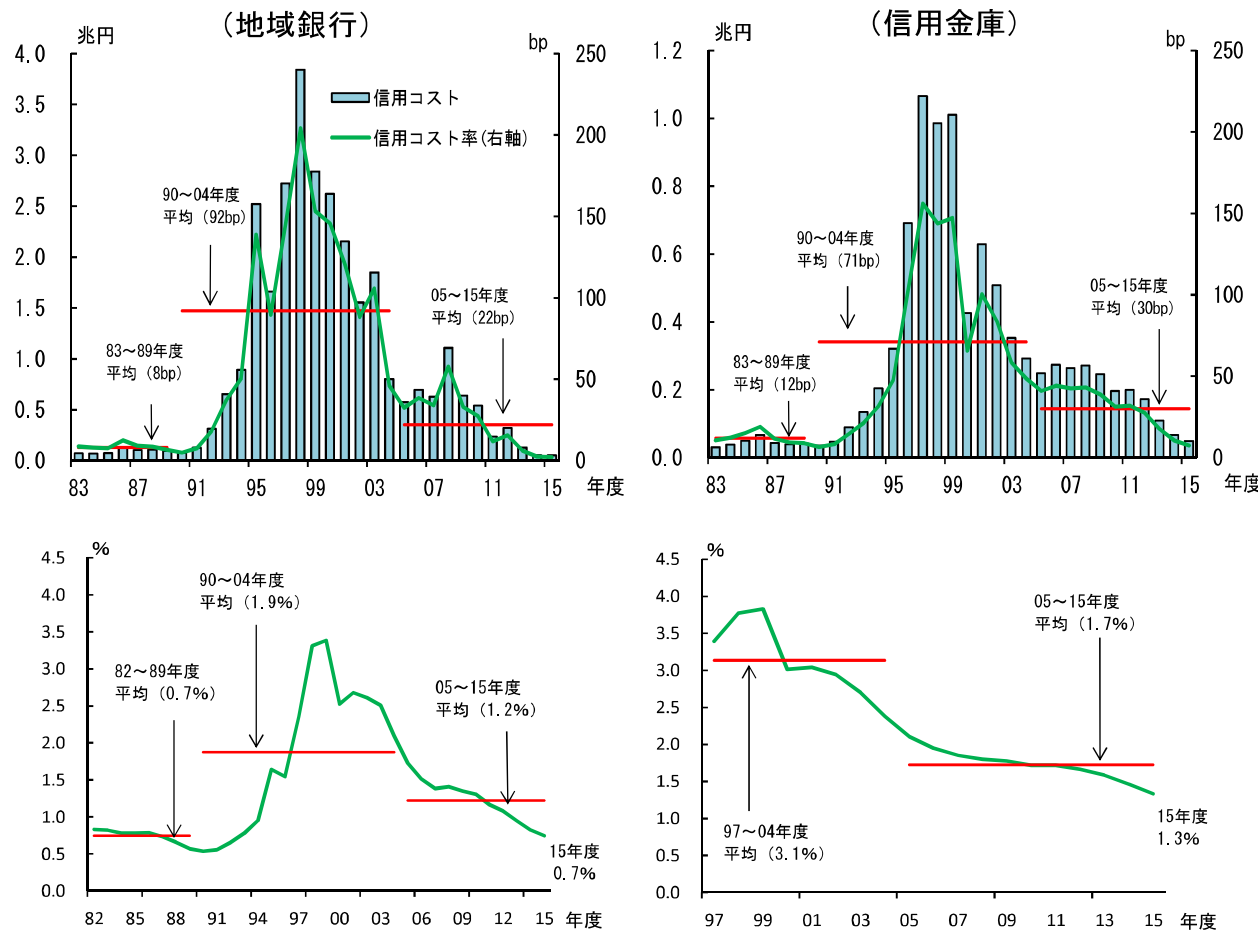 (地域銀行)
兆円
bp
4.0
3.5
3.0
2.5
2.0
1.5
1.0
0.5
0.0
250
200
150
100
50
0
信用コスト
信用コスト率(右軸)
90～04年度
平均 (92bp)
83～89年度
平均 (8bp)
05～15年度
平均 (22bp)
83 87 91 95 99 03 07 11 15 年度
(信用金庫)
兆円
bp
1.2
1.0
0.8
0.6
0.4
0.2
0.0
250
200
150
100
50
0
90～04年度
平均 (71bp)
83～89年度
平均 (12bp)
05～15年度
平均 (30bp)
83 87 91 95 99 03 07 11 15 年度
%
4.5
4.0
3.5
3.0
2.5
2.0
1.5
1.0
0.5
0.0
90～04年度
平均 (1.9%)
82～89年度
平均 (0.7%)
05～15年度
平均 (1.2%)
15年度
0.7%
82 85 88 91 94 97 00 03 06 09 12 15 年度
%
4.5
4.0
3.5
3.0
2.5
2.0
1.5
1.0
0.5
0.0
05～15年度
平均 (1.7%)
97～04年度
平均 (3.1%)
15年度
1.3%
97 99 01 03 05 07 09 11 13 15 年度